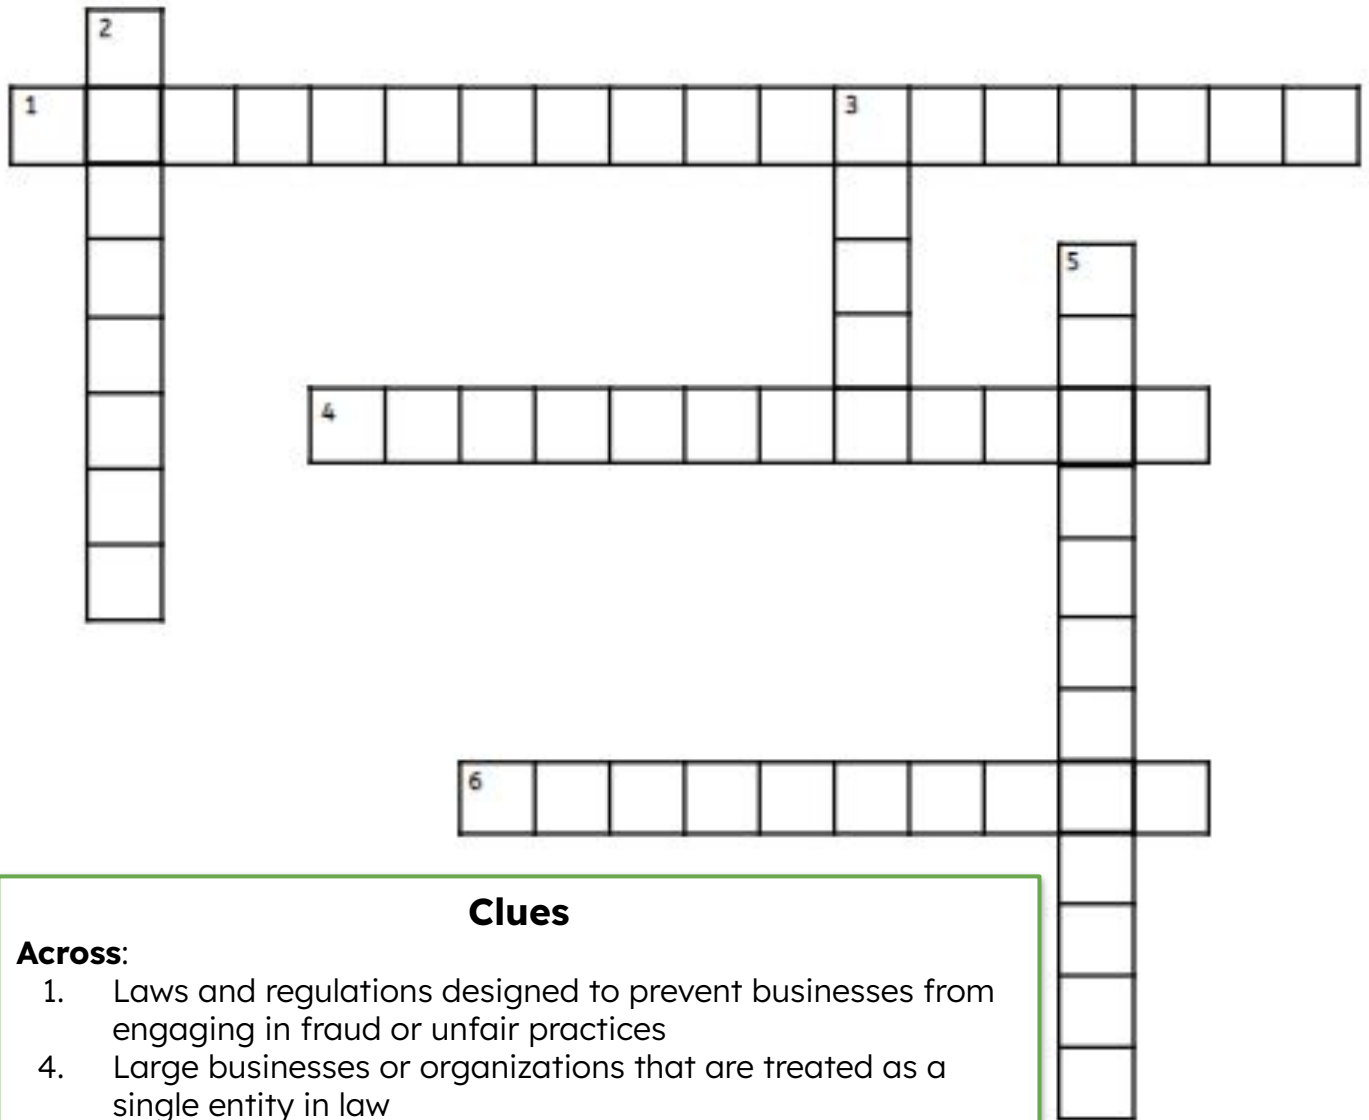 2
1
3
5
4
6
Clues
Across:
1. Laws and regulations designed to prevent businesses from
engaging in fraud or unfair practices
4. Large businesses or organizations that are treated as a
single entity in law